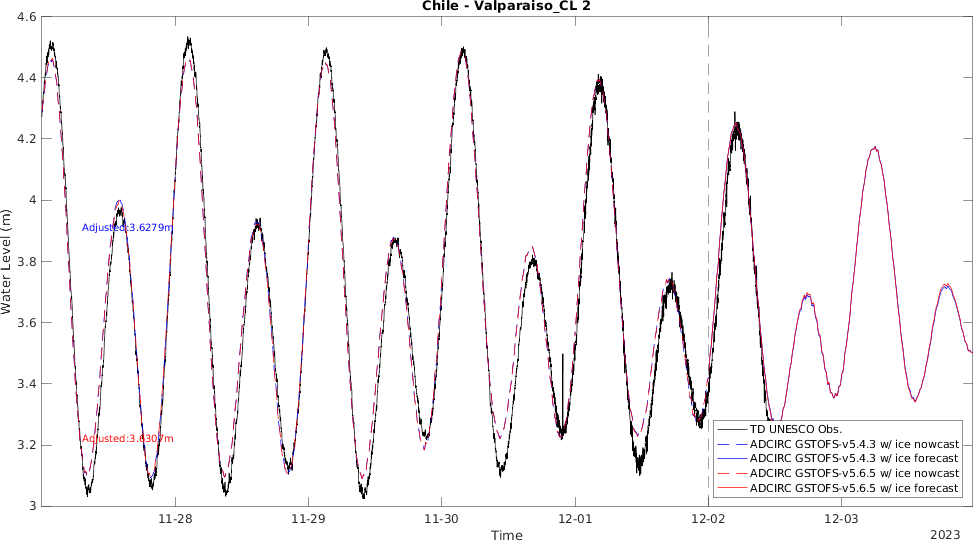 Chile - Valparaiso_CL 2
4.6
4.4
4.2
4
3.8
3.6
3.4
3.2
3
Water Level (m)
Adjusted:3.6279m
Adjusted:3.6307m
TD UNESCO Obs.
ADCIRC GSTOFS-v5.4.3 w/ ice nowcast
ADCIRC GSTOFS-v5.4.3 w/ ice forecast
ADCIRC GSTOFS-v5.6.5 w/ ice nowcast
ADCIRC GSTOFS-v5.6.5 w/ ice forecast
11-28
11-29
11-30
12-01
12-02
12-03
Time
2023